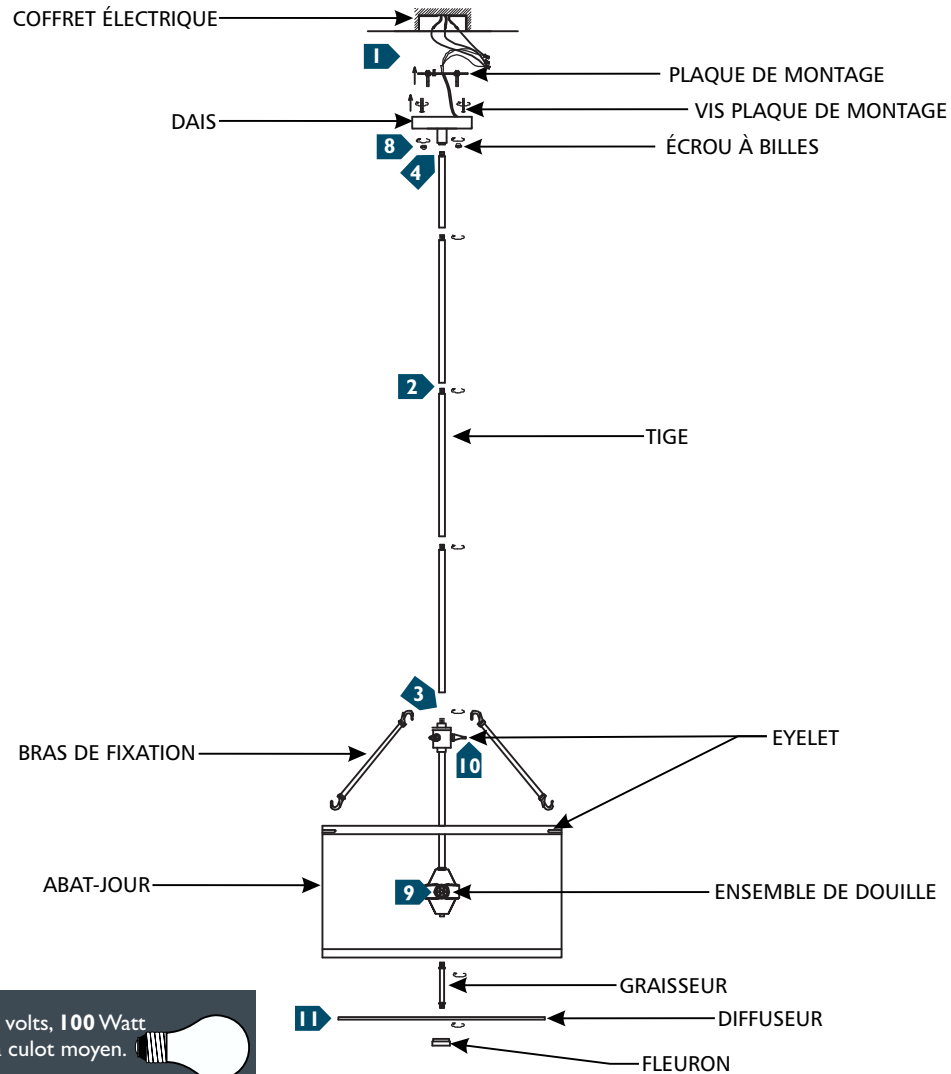 COFFRET ÉLECTRIQUE
1
PLAQUE DE MONTAGE
VIS PLAQUE DE MONTAGE
DAIS
8
ÉCROU À BILLES
4
2
TIGE
3
EYELET
BRAS DE FIXATION
10
ABAT-JOUR
9
ENSEMBLE DE DOUILLE
GRAISSEUR
11
DIFFUSEUR
FLEURON
volts, 100 Watt
culot moyen.